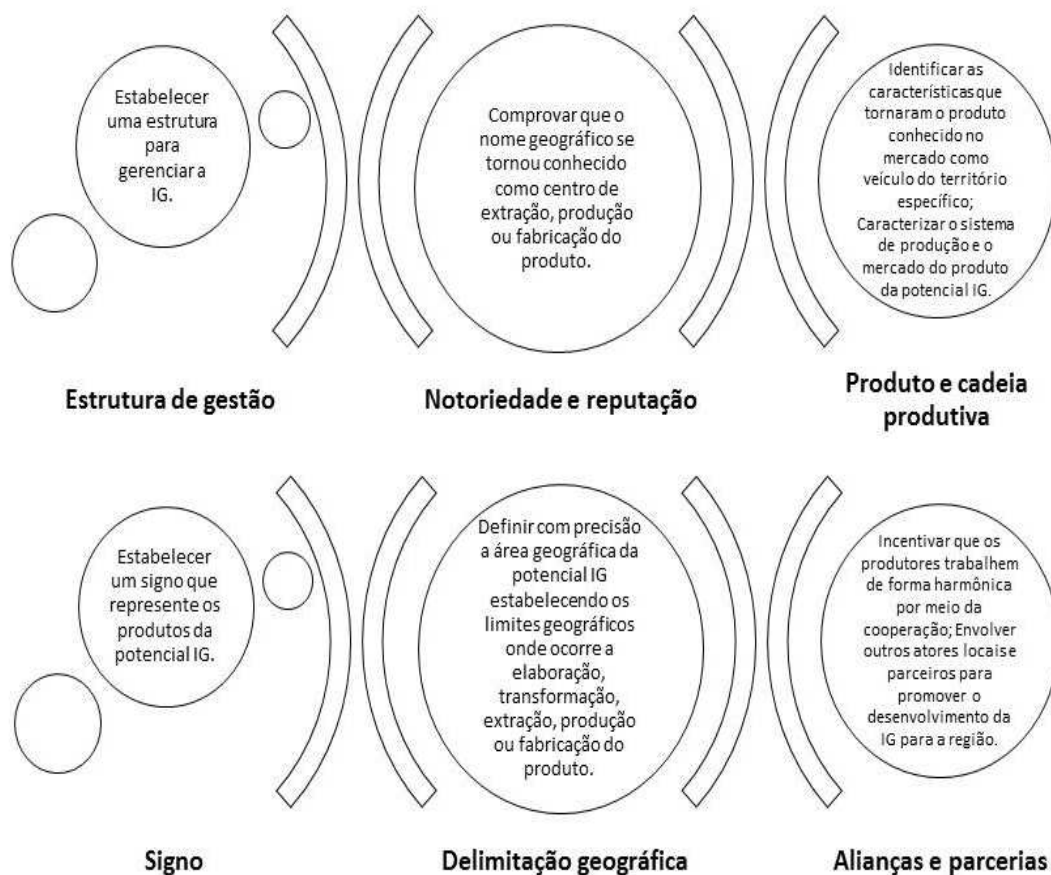 Estabelecer
uma estrutura
para
gerenciar a
IG.
Comprovar que o
nome geográfico se
tornou conhecido
como centro de
extração, produção
ou fabricação do
produto.
Identificar as
características que
tornaram o produto
conhecido no
mercado como
veículo do território
específico;
Caracterizar o sistema
de produção e o
mercado do produto
da potencial IG.
Estrutura de gestão
Notoriedade e reputação
Produto e cadeia
produtiva
Estabelecer
um signo que
represente os
produtos da
potencial IG.
Definir com precisão
a área geográfica da
potencial IG
estabelecendo os
limites geográficos
onde ocorre a
elaboração,
transformação,
extração, produção
ou fabricação do
produto.
Incentivar que os
produtores trabalhem
de forma harmônica
por meio da
cooperação; Envolver
outros atores locais e
parceiros para
promover o
desenvolvimento da
IG para a região.
Signo
Delimitação geográfica
Alianças e parcerias